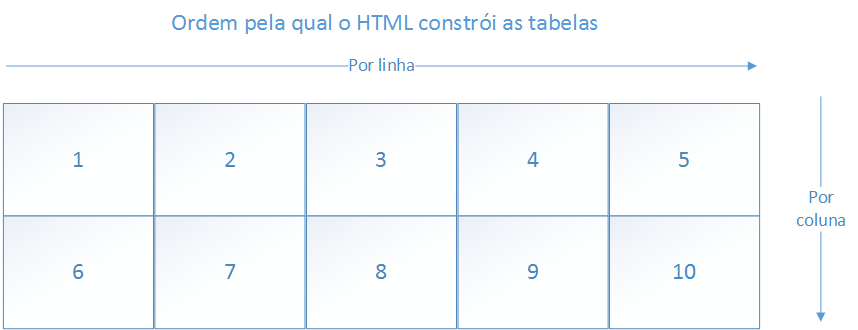 Ordem pela qual o HTML constrói as tabelas
Por linha
1 2 3 4 5
Por
coluna
6 7 8 9 10